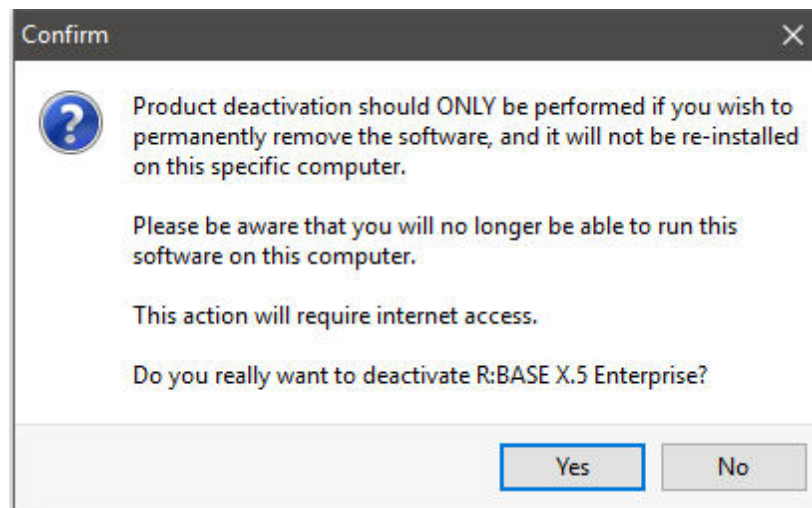 Confirm
Product deactivation should ONLY be performed if you wish to
permanently remove the software, and it will not be re-installed
on this specific computer.
Please be aware that you will no longer be able to run this
software on this computer.
This action will require internet access.
Do you really want to deactivate R:BASE X.5 Enterprise?
Yes No